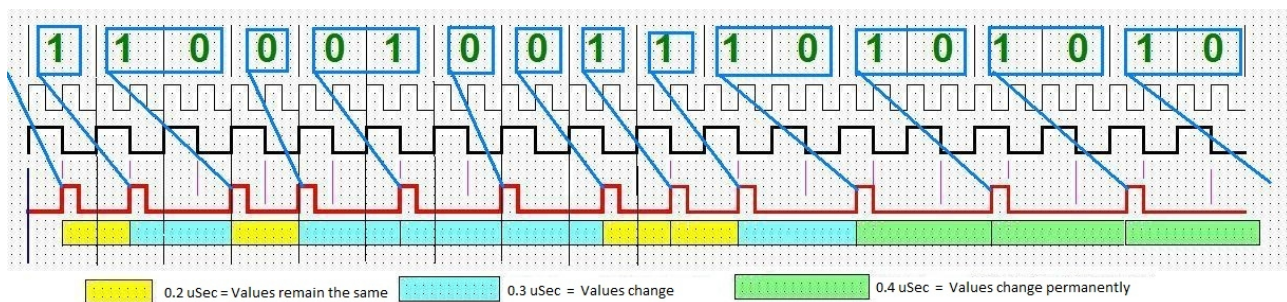 1 1 0 0 0 1 0 0 1 1 1 0 1 0 1 0 1 0
0.2 uSec = Values remain the same 0.3 uSec = Values change 0.4 uSec = Values change permanently